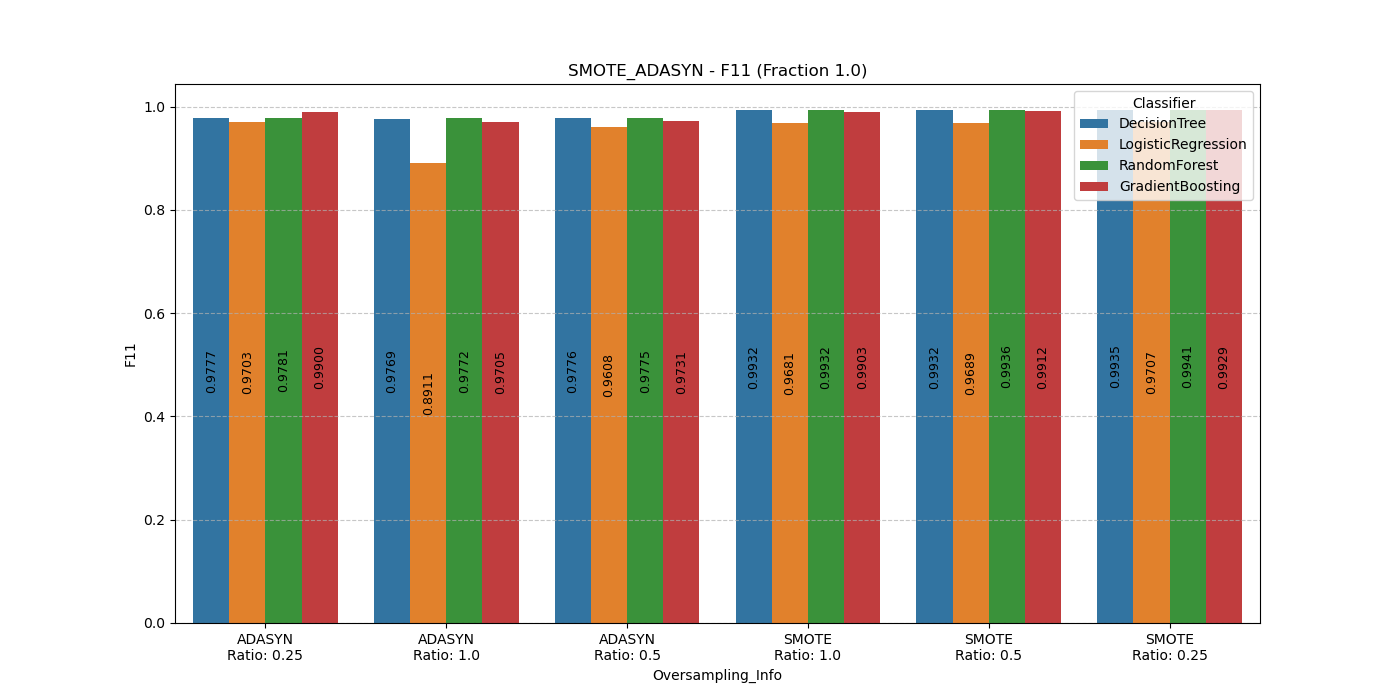 SMOTE_ADASYN - F11 (Fraction 1.0)
Classifier
DecisionTree
LogisticRegression
RandomForest
GradientBoosting
F11
1.0
0.8
0.6
0.4
0.2
0.0
0.9777
0.9703
0.9781
0.9900
0.9769
0.8911
0.9772
0.9705
0.9776
0.9608
0.9775
0.9731
0.9932
0.9681
0.9932
0.9903
0.9932
0.9689
0.9936
0.9912
0.9935
0.9707
0.9941
0.9929
ADASYN
Ratio: 0.25
ADASYN
Ratio: 1.0
ADASYN
Ratio: 0.5
SMOTE
Ratio: 1.0
SMOTE
Ratio: 0.5
SMOTE
Ratio: 0.25
Oversampling_Info